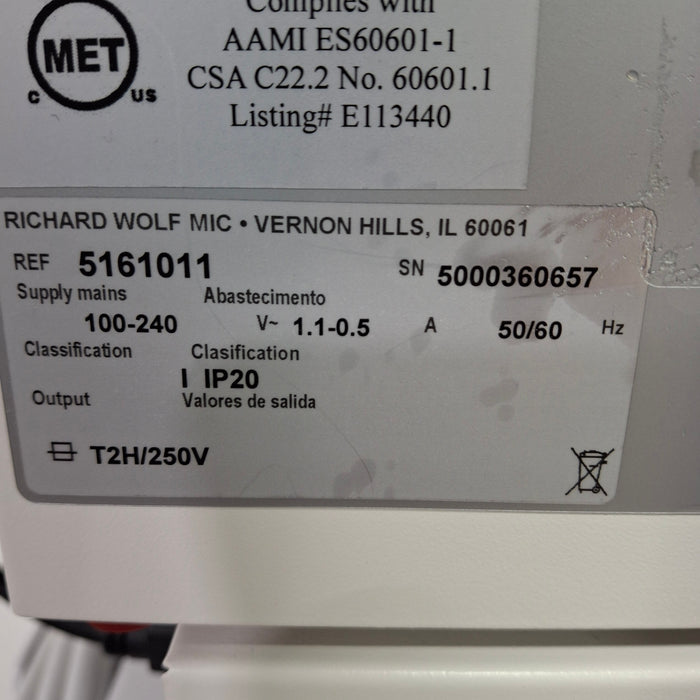 Complies with
MET
C US
AAMI ES60601-1
CSA C22.2 No. 60601.1
Listing# E113440
RICHARD WOLF MIC • VERNON HILLS, IL 60061
REF 5161011 SN 5000360657
Supply mains Abastecimento
100-240 V~ 1.1-0.5 A 50/60 Hz
Classification Clasification
I IP20
Output Valores de salida
T2H/250V